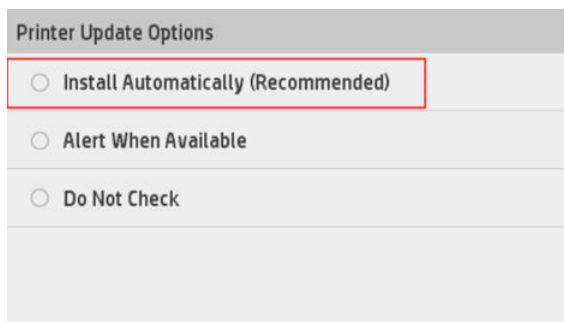 Printer Update Options
Install Automatically (Recommended)
Alert When Available
Do Not Check